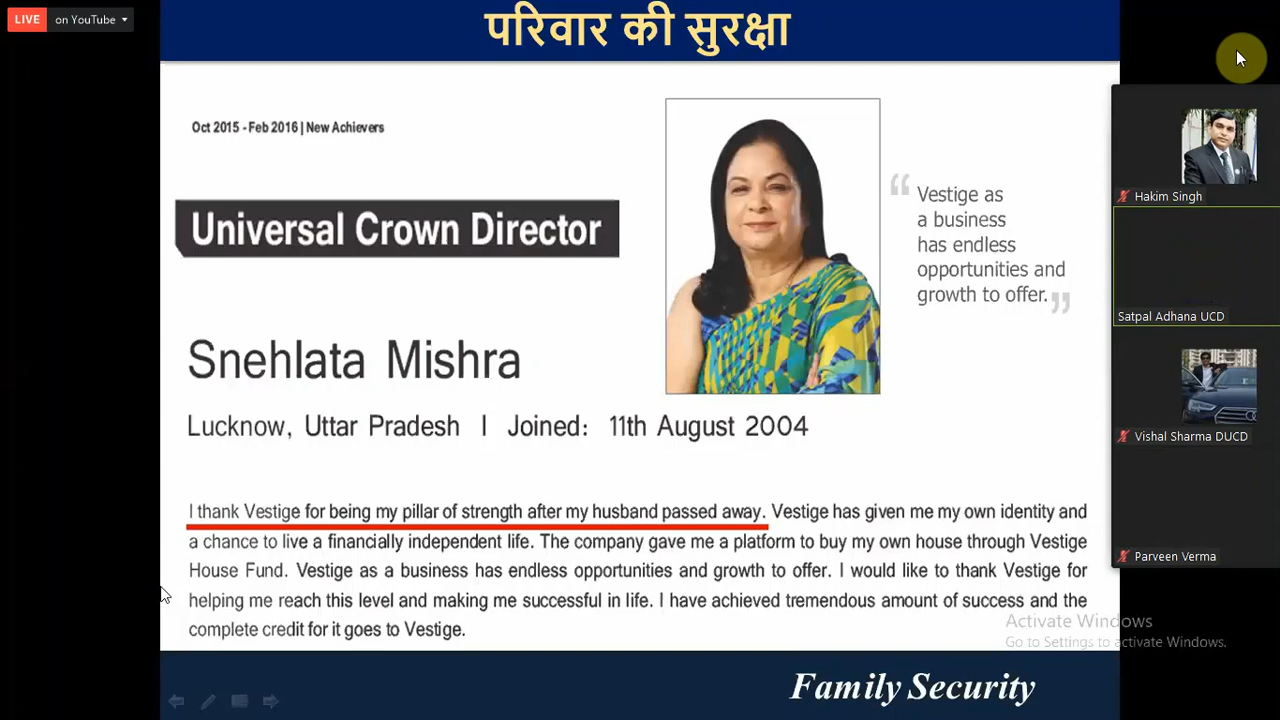 LIVE on YouTube
परिवार की सुरक्षा
Oct 2015 - Feb 2016 | New Achievers
Universal Crown Director
Snehlata Mishra
Lucknow, Uttar Pradesh | Joined: 11th August 2004
“ Vestige as
a business
has endless
opportunities and
growth to offer. ”
I thank Vestige for being my pillar of strength after my husband passed away. Vestige has given me my own identity and
a chance to live a financially independent life. The company gave me a platform to buy my own house through Vestige
House Fund. Vestige as a business has endless opportunities and growth to offer. I would like to thank Vestige for
helping me reach this level and making me successful in life. I have achieved tremendous amount of success and the
complete credit for it goes to Vestige.
Family Security
Hakim Singh
Satpal Adhana UCD
Vishal Sharma DUCD
Parveen Verma
Activate Windows
Go to Settings to activate Windows.